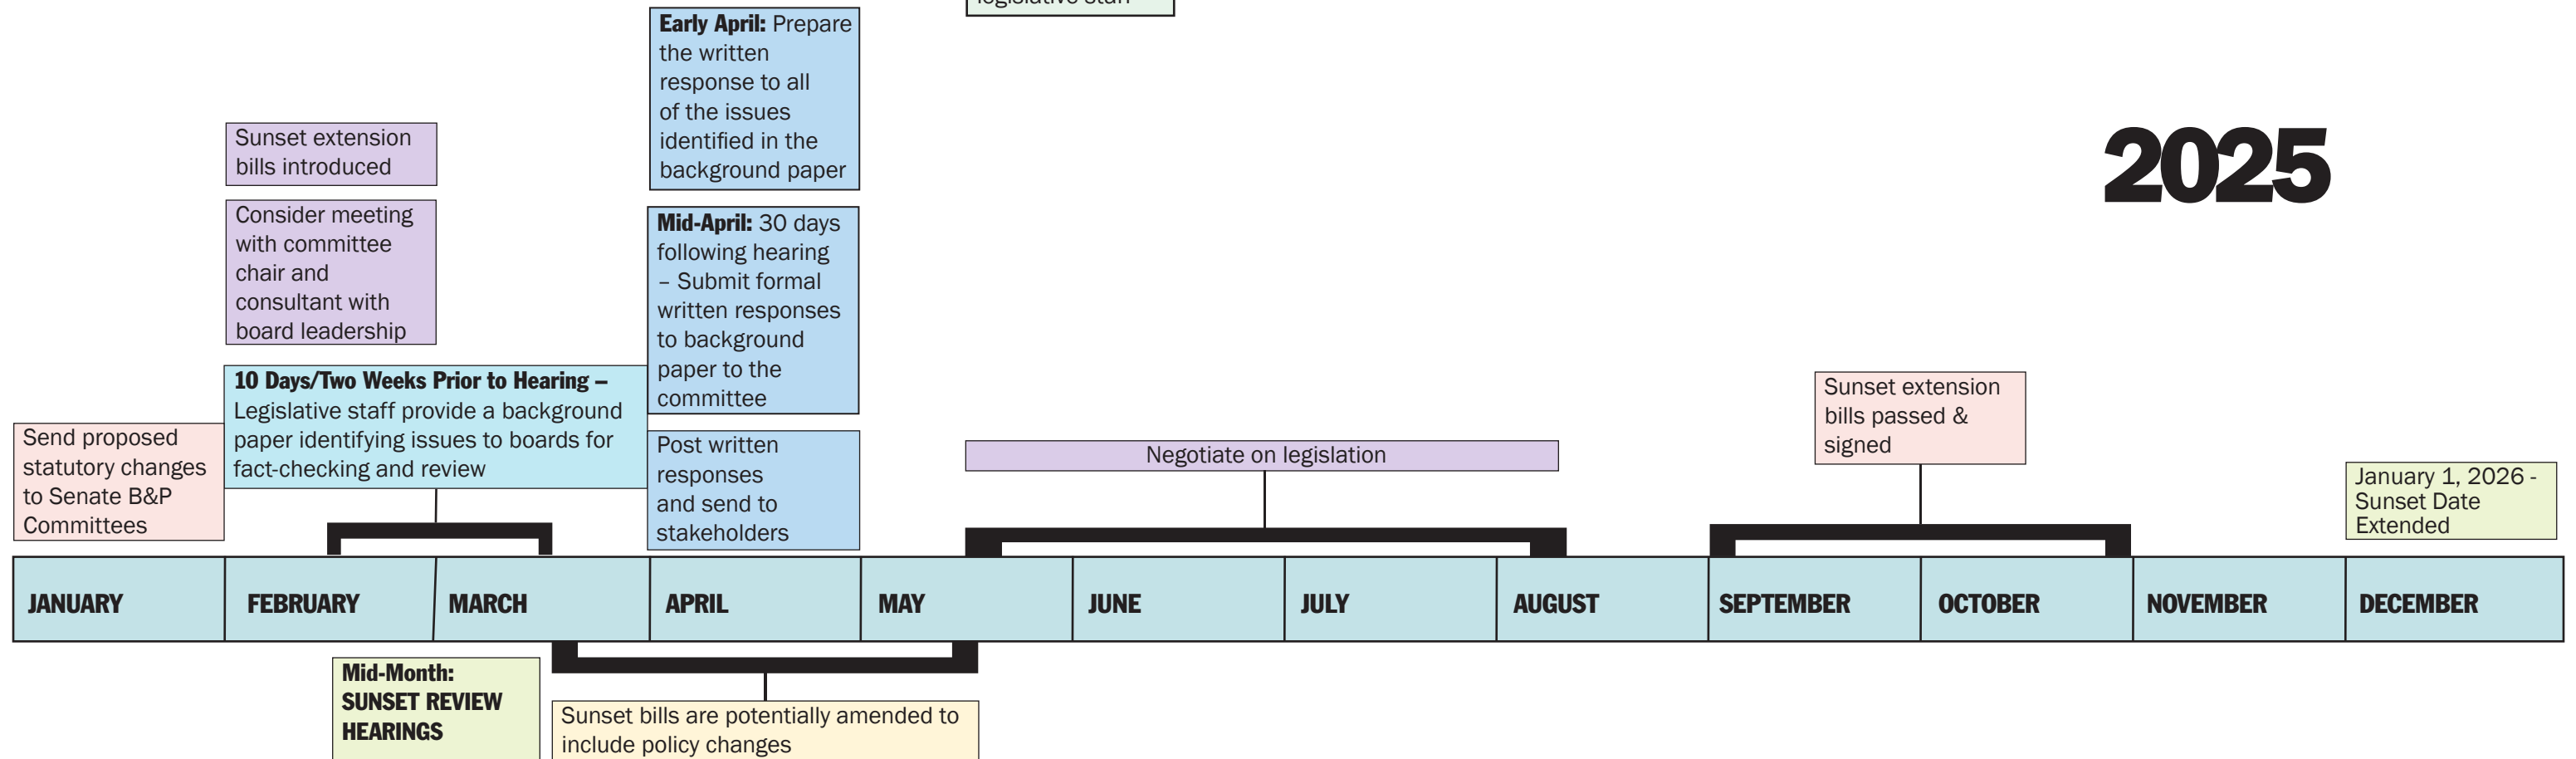 legislative staff
Early April: Prepare
the written
response to all
of the issues
identified in the
background paper
2025
Sunset extension
bills introduced
Consider meeting
with committee
chair and
consultant with
board leadership
Mid-April: 30 days
following hearing
– Submit formal
written responses
to background
paper to the
committee
10 Days/Two Weeks Prior to Hearing –
Legislative staff provide a background
paper identifying issues to boards for
fact-checking and review
Send proposed
statutory changes
to Senate B&P
Committees
Post written
responses
and send to
stakeholders
Negotiate on legislation
Sunset extension
bills passed &
signed
January 1, 2026 -
Sunset Date
Extended
JANUARY
FEBRUARY
MARCH
APRIL
MAY
JUNE
JULY
AUGUST
SEPTEMBER
OCTOBER
NOVEMBER
DECEMBER
Mid-Month:
SUNSET REVIEW
HEARINGS
Sunset bills are potentially amended to
include policy changes